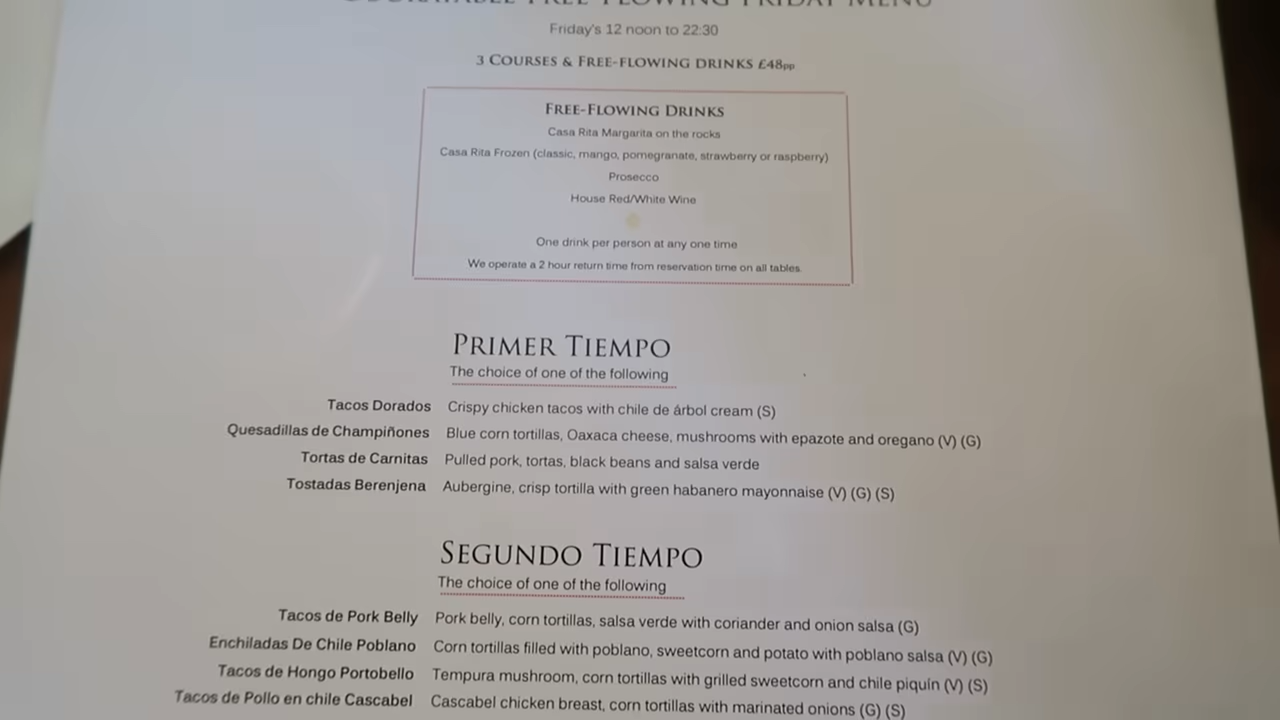 FREE-FLOWING FRIDAY MENU
Friday's 12 noon to 22:30
3 COURSES & FREE-FLOWING DRINKS £48pp
FREE-FLOWING DRINKS
Casa Rita Margarita on the rocks
Casa Rita Frozen (classic, mango, pomegranate, strawberry or raspberry)
Prosecco
House Red/White Wine
One drink per person at any one time
We operate a 2 hour return time from reservation time on all tables.
PRIMER TIEMPO
The choice of one of the following
Tacos Dorados Crispy chicken tacos with chile de árbol cream (S)
Quesadillas de Champiñones Blue corn tortillas, Oaxaca cheese, mushrooms with epazote and oregano (V) (G)
Tortas de Carnitas Pulled pork, tortas, black beans and salsa verde
Tostadas Berenjena Aubergine, crisp tortilla with green habanero mayonnaise (V) (G) (S)
SEGUNDO TIEMPO
The choice of one of the following
Tacos de Pork Belly Pork belly, corn tortillas, salsa verde with coriander and onion salsa (G)
Enchiladas De Chile Poblano Corn tortillas filled with poblano, sweetcorn and potato with poblano salsa (V) (G)
Tacos de Hongo Portobello Tempura mushroom, corn tortillas with grilled sweetcorn and chile piquín (V) (S)
Tacos de Pollo en chile Cascabel Cascabel chicken breast, corn tortillas with marinated onions (G) (S)